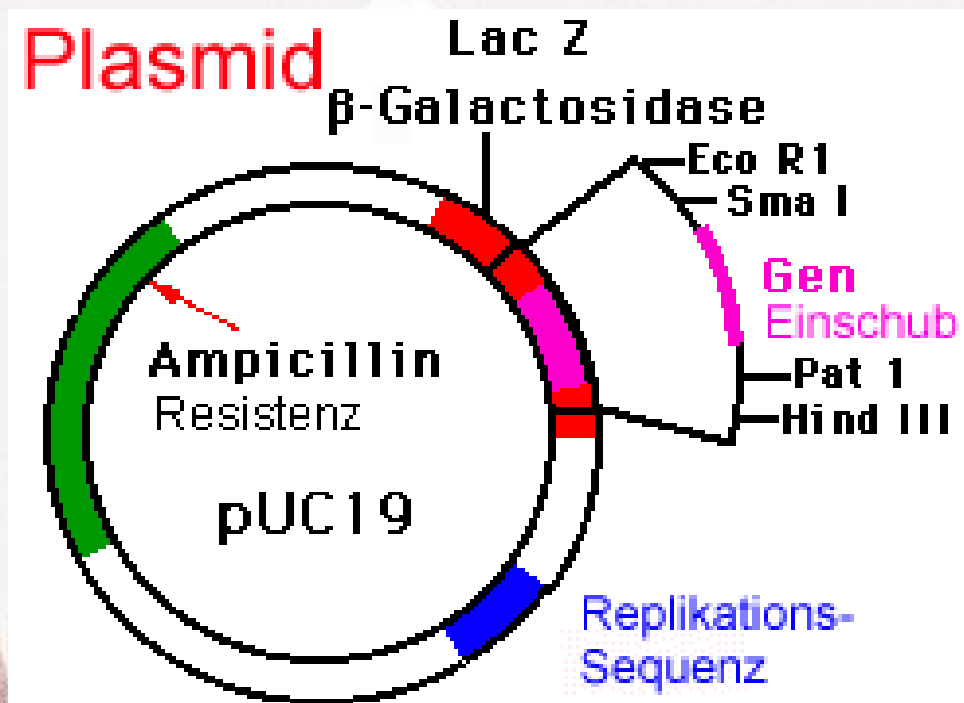 Plasmid
Lac Z
β-Galactosidase
Eco R1
Sma I
Gen
Einschub
Pat 1
Hind III
Ampicillin
Resistenz
pUC19
Replikations-
Sequenz